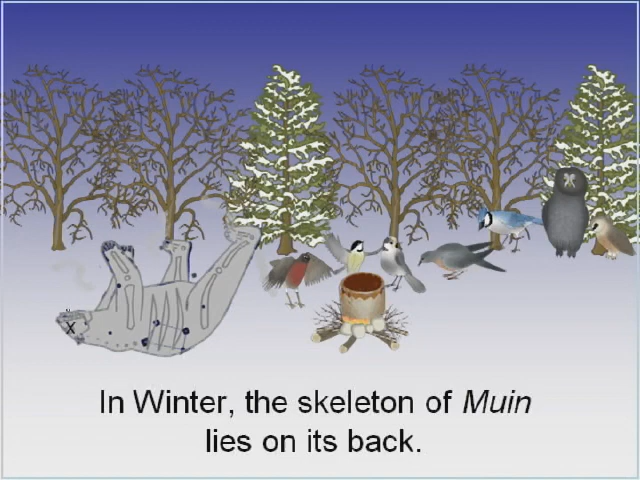 In Winter, the skeleton of Muin
lies on its back.